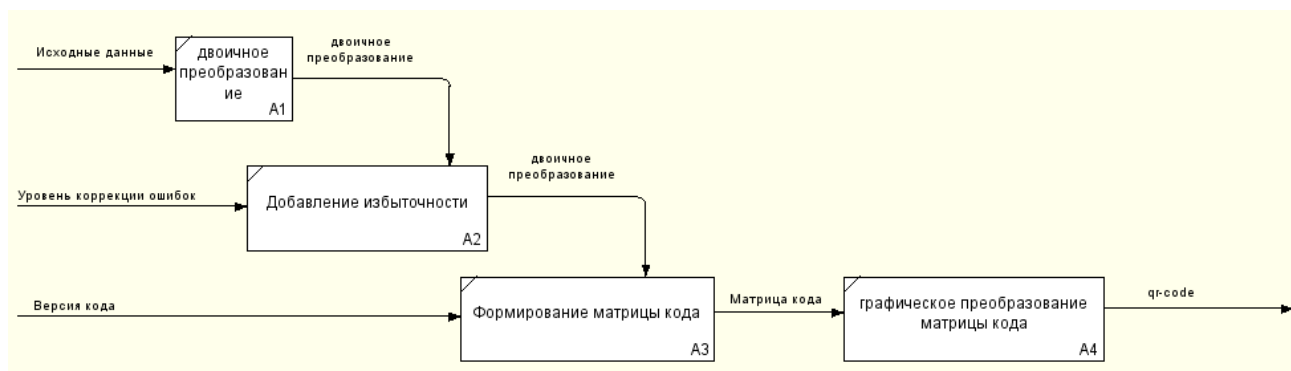 Исходные данные
двоичное
преобразован
ие
A1
двоичное
преобразование
Уровень коррекции ошибок
Добавление избыточности
A2
двоичное
преобразование
Версия кода
Формирование матрицы кода
A3
Матрица кода
графическое преобразование
матрицы кода
A4
qr-code